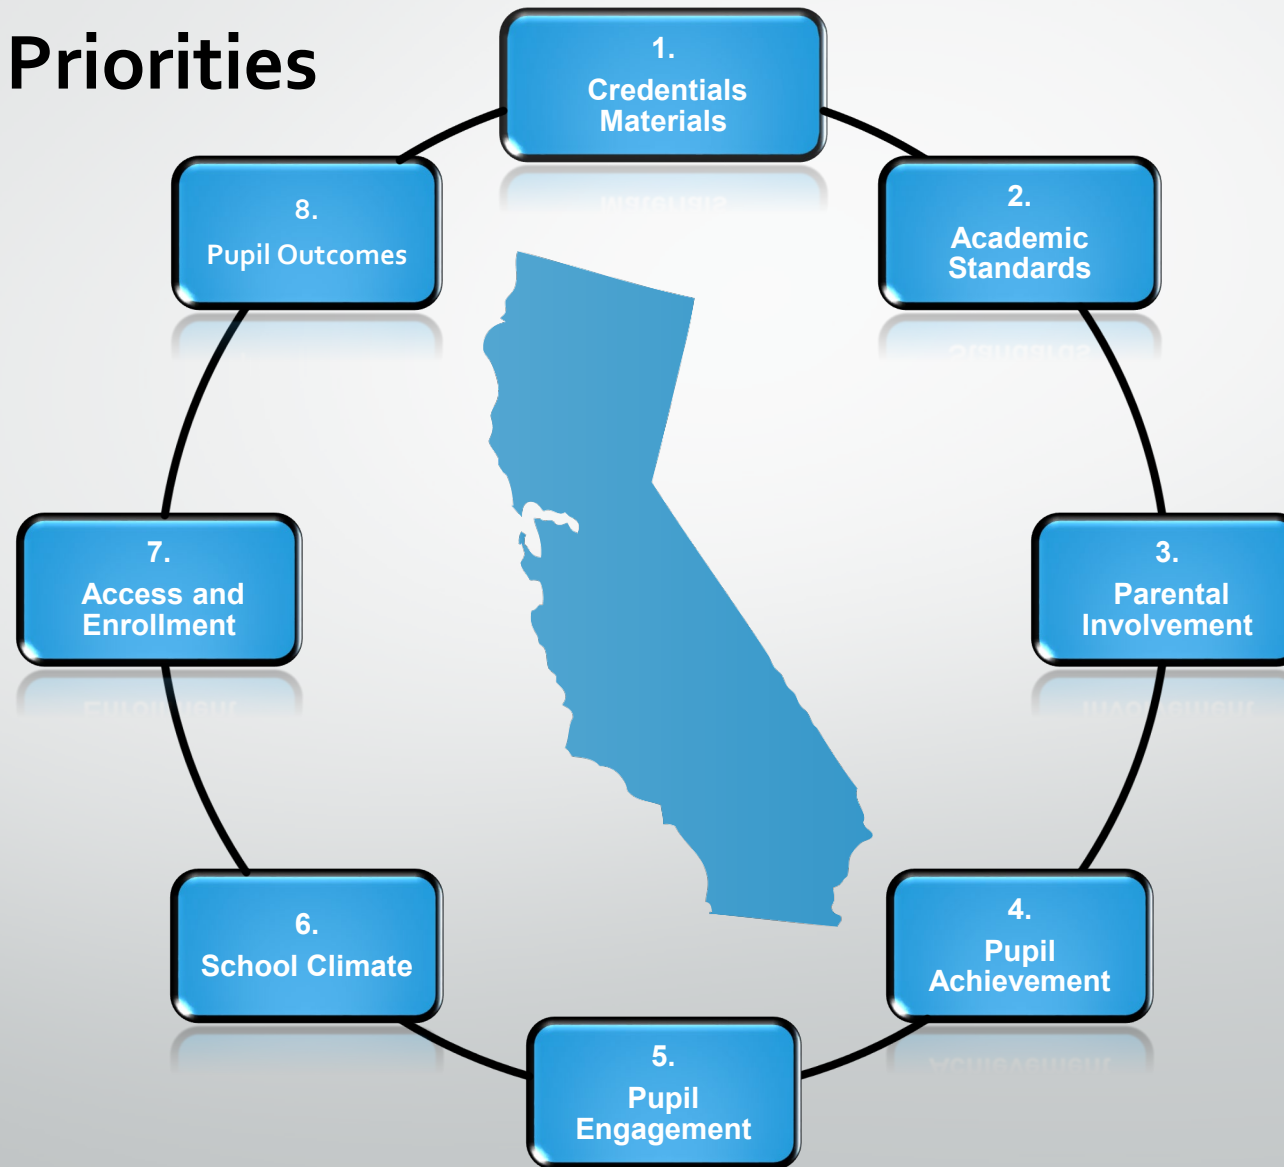 Priorities
1.
Credentials
Materials
2.
Academic
Standards
3.
Parental
Involvement
4.
Pupil
Achievement
5.
Pupil
Engagement
6.
School Climate
7.
Access and
Enrollment
8.
Pupil Outcomes